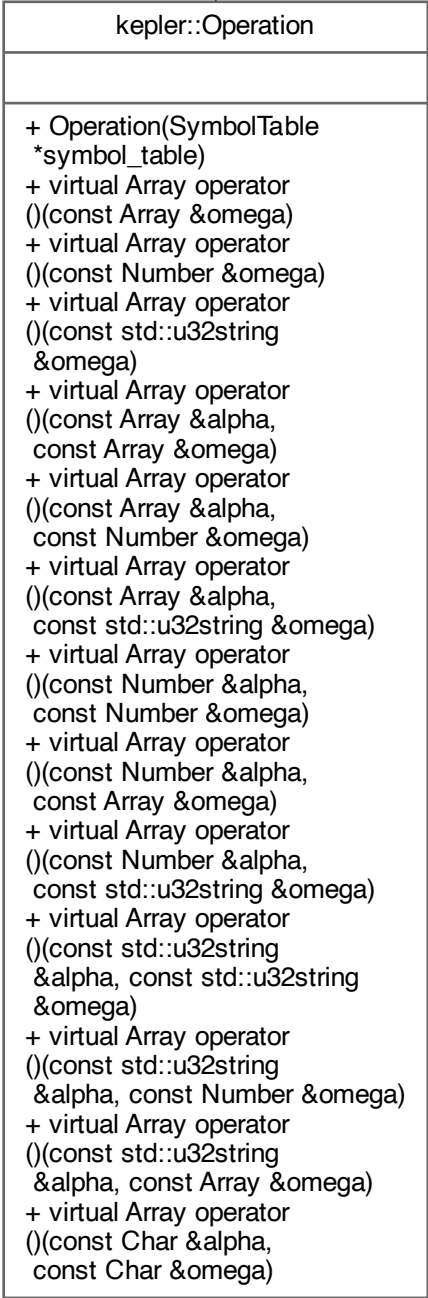 kepler::Operation
+ Operation(SymbolTable
*symbol_table)
+ virtual Array operator
()(const Array &omega)
+ virtual Array operator
()(const Number &omega)
+ virtual Array operator
()(const std::u32string
&omega)
+ virtual Array operator
()(const Array &alpha,
const Array &omega)
+ virtual Array operator
()(const Array &alpha,
const Number &omega)
+ virtual Array operator
()(const Array &alpha,
const std::u32string &omega)
+ virtual Array operator
()(const Number &alpha,
const Number &omega)
+ virtual Array operator
()(const Number &alpha,
const Array &omega)
+ virtual Array operator
()(const Number &alpha,
const std::u32string &omega)
+ virtual Array operator
()(const std::u32string
&alpha, const std::u32string
&omega)
+ virtual Array operator
()(const std::u32string
&alpha, const Number &omega)
+ virtual Array operator
()(const std::u32string
&alpha, const Array &omega)
+ virtual Array operator
()(const Char &alpha,
const Char &omega)